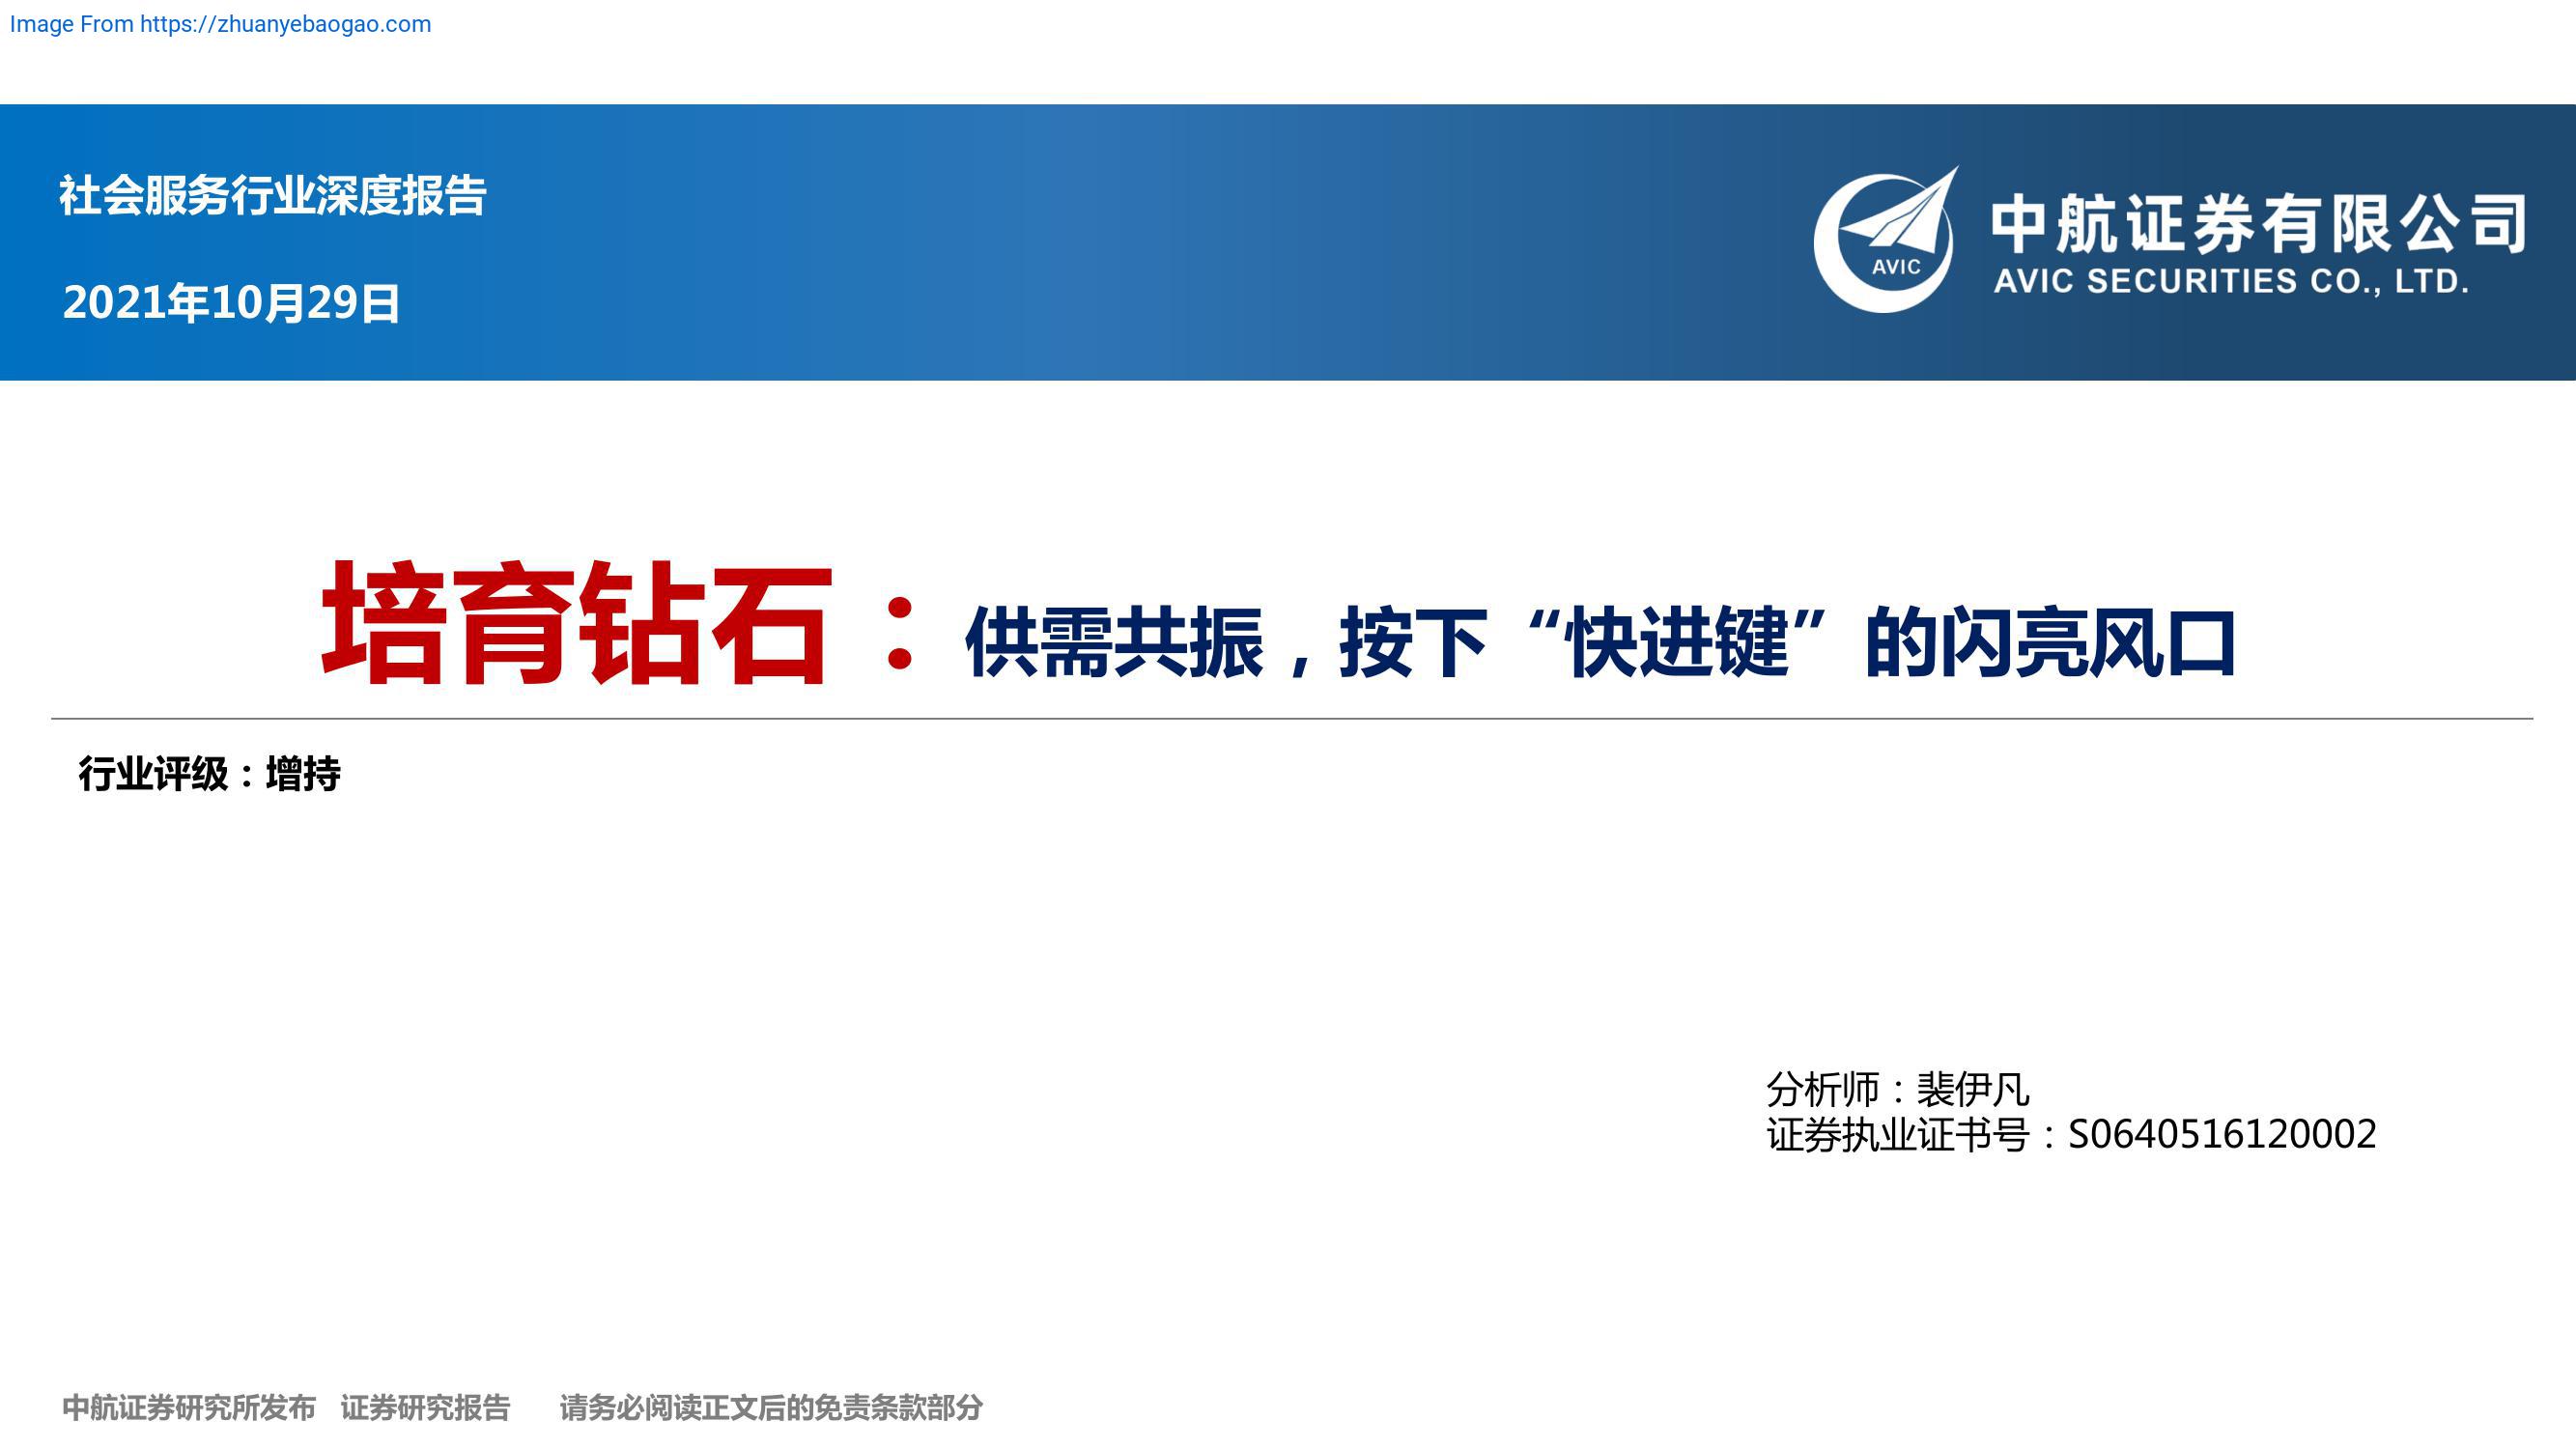 Image From https://zhuanyebaogao.com
社会服务行业深度报告
2021年10月29日
AVIC
中航证券有限公司
AVIC SECURITIES CO., LTD.
培育钻石：供需共振，按下“快进键”的闪亮风口
行业评级：增持
分析师：裴伊凡
证券执业证书号：S0640516120002
中航证券研究所发布 证券研究报告 请务必阅读正文后的免责条款部分